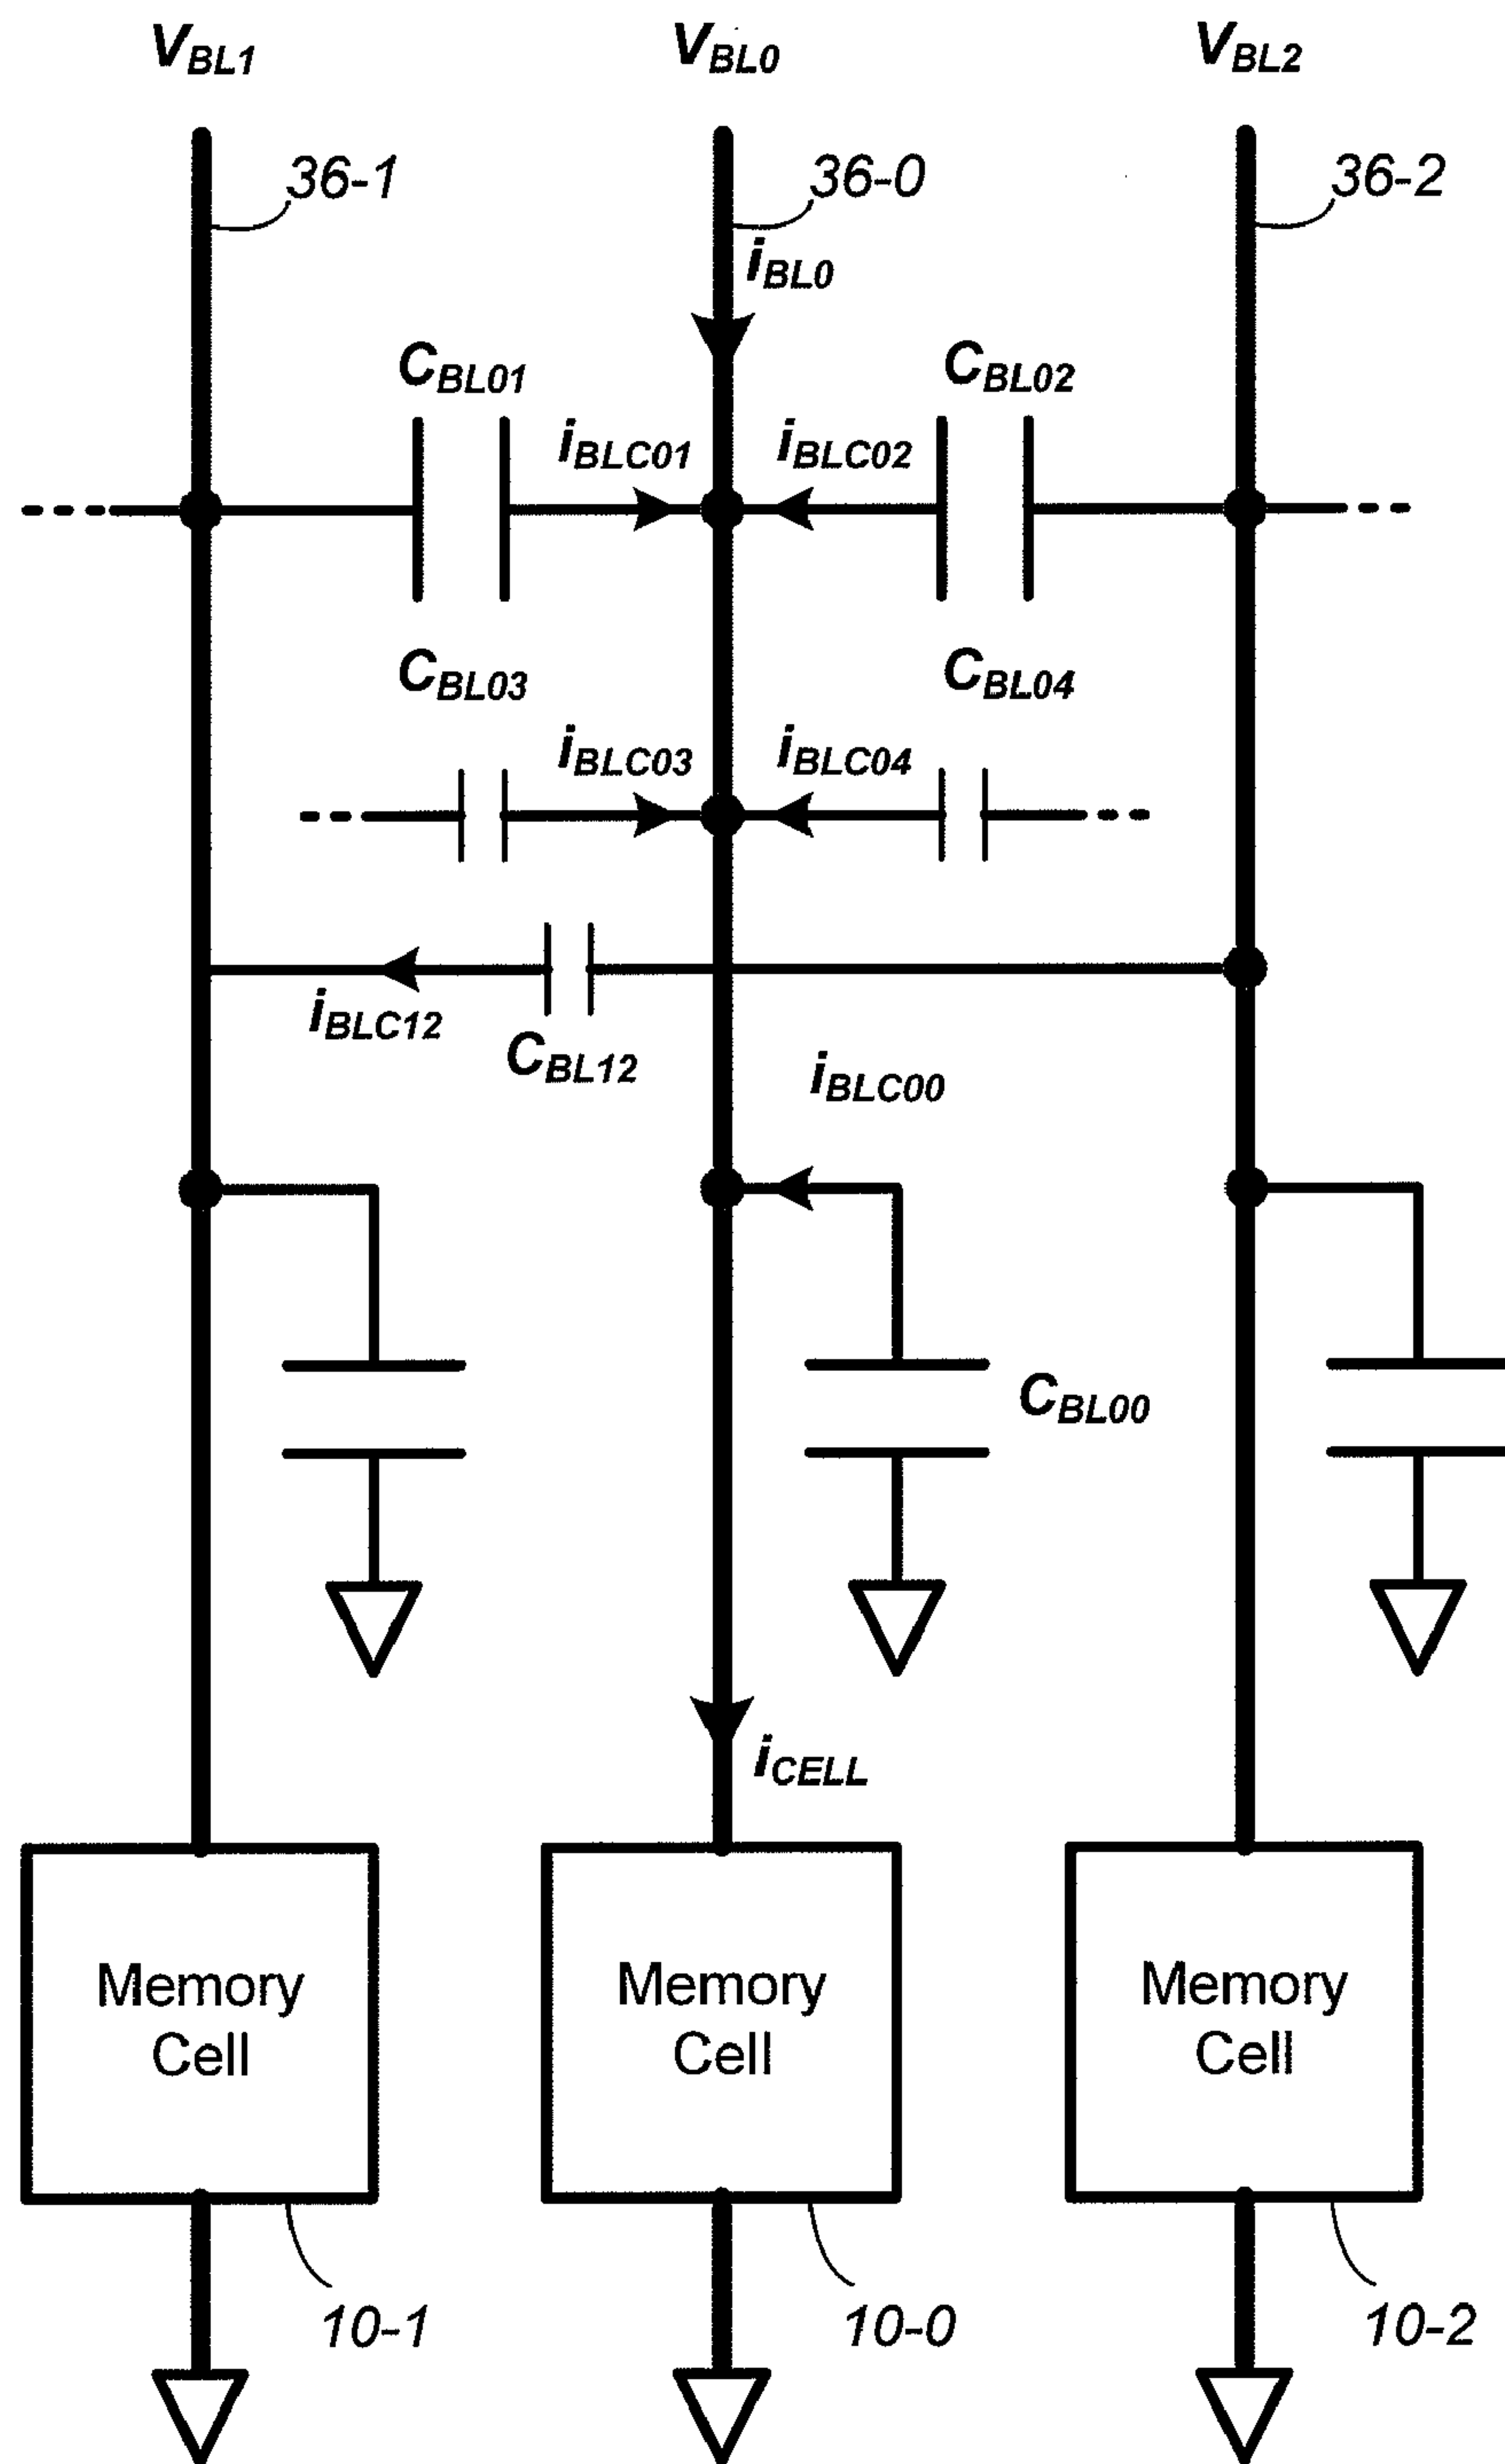 VBL1
VBL0
VBL2
36-1
36-0
36-2
iBL0
CBL01
CBL02
iBLC01
iBLC02
CBL03
CBL04
iBLC03
iBLC04
iBLC12
CBL12
iBLC00
CBL00
iCELL
Memory
Cell
Memory
Cell
Memory
Cell
10-1
10-0
10-2